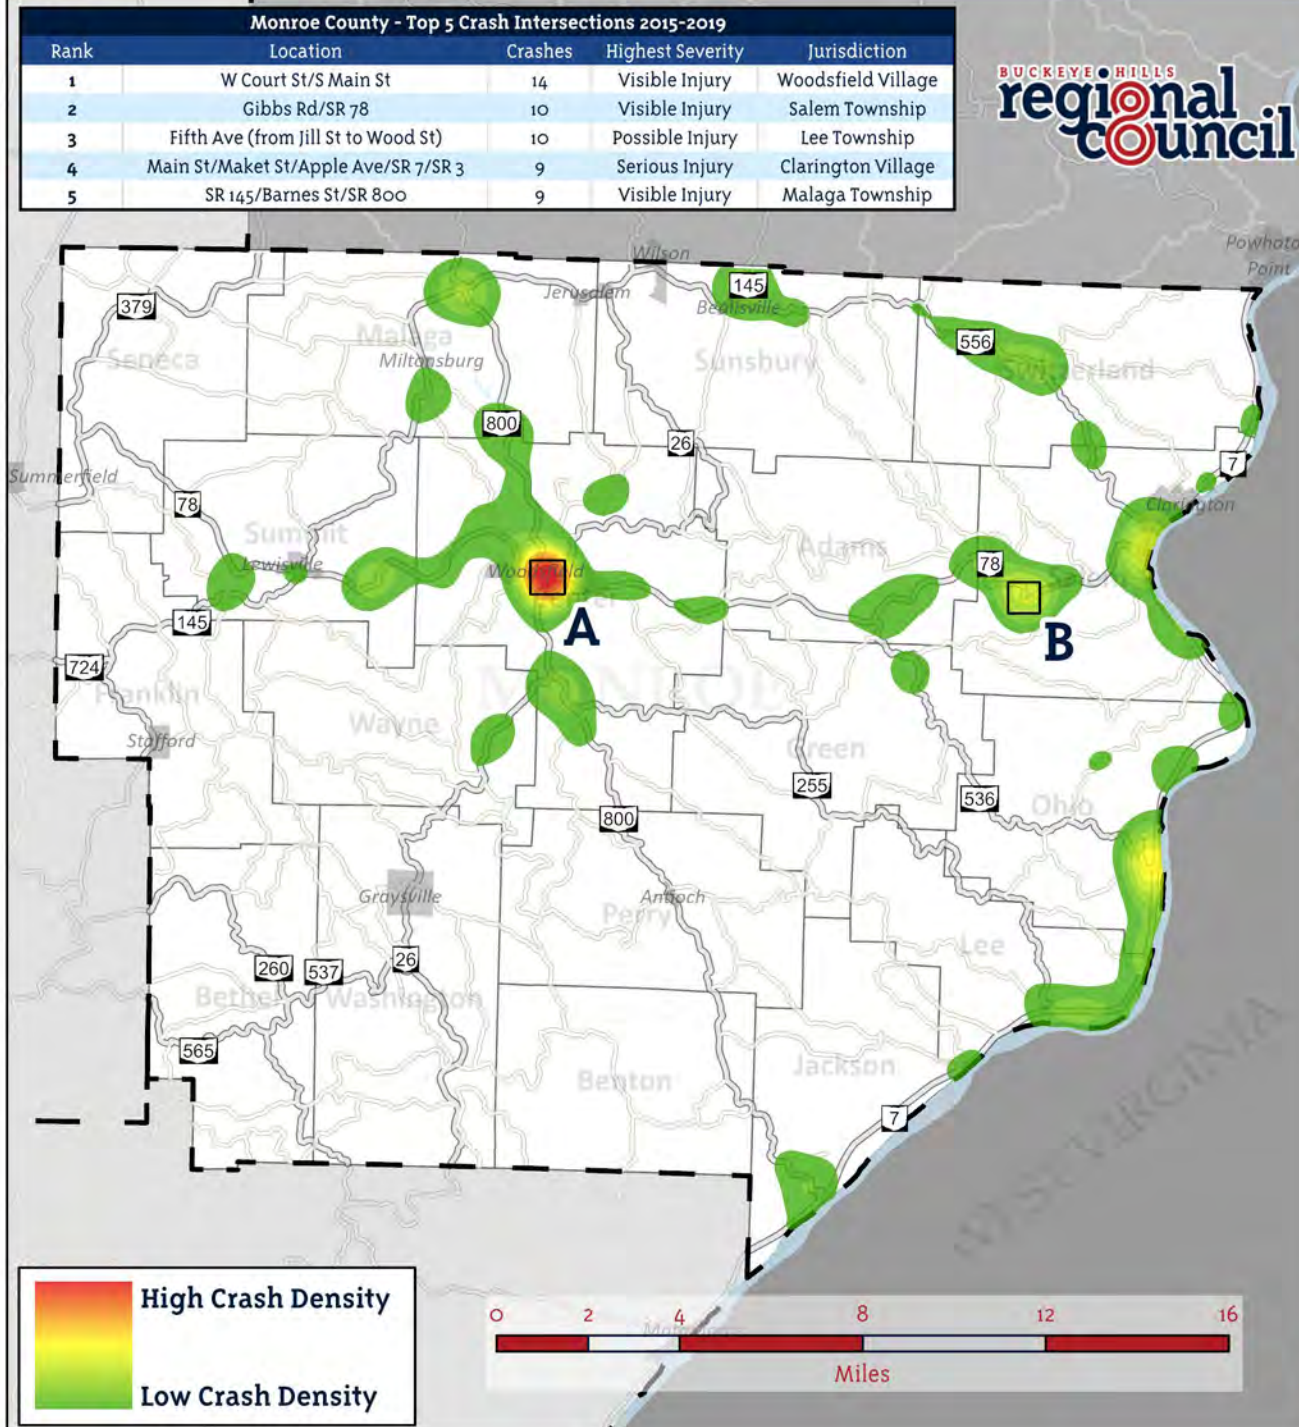 Monroe County - Top 5 Crash Intersections 2015-2019
Rank Location Crashes Highest Severity Jurisdiction
1 W Court St/S Main St 14 Visible Injury Woodsfield Village
2 Gibbs Rd/SR 78 10 Visible Injury Salem Township
3 Fifth Ave (from Jill St to Wood St) 10 Possible Injury Lee Township
4 Main St/Maket St/Apple Ave/SR 7/SR 3 9 Serious Injury Clarington Village
5 SR 145/Barnes St/SR 800 9 Visible Injury Malaga Township
BUCKEYE HILLS
regional
council
Powhata
Point
Wilson
Jerusalem
145
Beallsville
379
Malaga
Miltonsburg
Seneca
Sunsbury
556
Switzerland
800
26
7
Summerfield
78
Clarington
Summit
Lewisville
Adams
78
Woodsfield
A
B
145
724
Franklin
MONROE
Stafford
Wayne
Green
255
536
Ohio
800
Graysville
Antioch
Perry
Lee
260
537
26
Bethel
Washington
565
Benton
Jackson
7
WEST VIRGINIA
High Crash Density
Low Crash Density
0 2 4 8 12 16
Miles